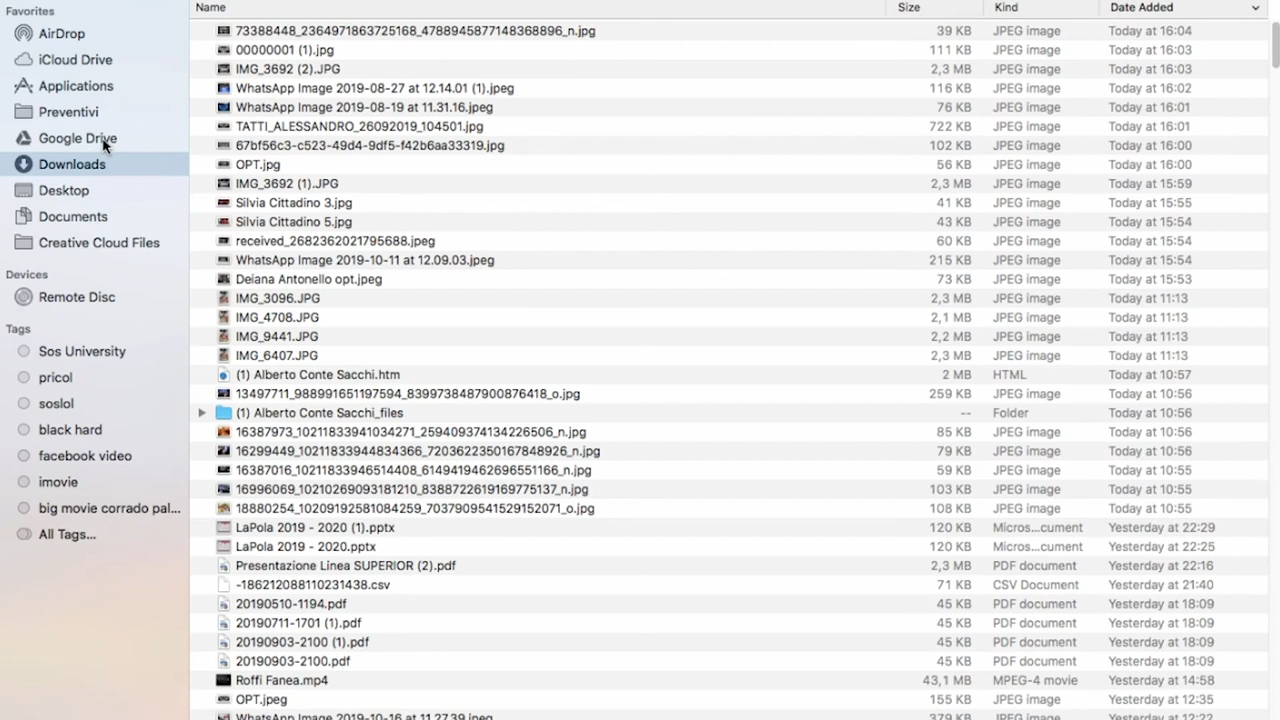 Favorites
AirDrop
iCloud Drive
Applications
Preventivi
Google Drive
Downloads
Desktop
Documents
Creative Cloud Files
Devices
Remote Disc
Tags
Sos University
pricol
soslol
black hard
facebook video
imovie
big movie corrado pal...
All Tags...
Name Size Kind Date Added
73388448_2364971863725168_4788945877148368896_n.jpg 39 KB JPEG image Today at 16:04
00000001 (1).jpg 111 KB JPEG image Today at 16:03
IMG_3692 (2).JPG 2,3 MB JPEG image Today at 16:03
WhatsApp Image 2019-08-27 at 12.14.01 (1).jpeg 116 KB JPEG image Today at 16:02
WhatsApp Image 2019-08-19 at 11.31.16.jpeg 76 KB JPEG image Today at 16:01
TATTI_ALESSANDRO_26092019_104501.jpg 722 KB JPEG image Today at 16:01
67bf56c3-c523-49d4-9df5-f42b6aa33319.jpg 102 KB JPEG image Today at 16:00
OPT.jpg 56 KB JPEG image Today at 16:00
IMG_3692 (1).JPG 2,3 MB JPEG image Today at 15:59
Silvia Cittadino 3.jpg 41 KB JPEG image Today at 15:55
Silvia Cittadino 5.jpg 43 KB JPEG image Today at 15:54
received_2682362021795688.jpeg 60 KB JPEG image Today at 15:54
WhatsApp Image 2019-10-11 at 12.09.03.jpeg 215 KB JPEG image Today at 15:54
Deiana Antonello opt.jpeg 73 KB JPEG image Today at 15:53
IMG_3096.JPG 2,3 MB JPEG image Today at 11:13
IMG_4708.JPG 2,1 MB JPEG image Today at 11:13
IMG_9441.JPG 2,2 MB JPEG image Today at 11:13
IMG_6407.JPG 2,3 MB JPEG image Today at 11:13
(1) Alberto Conte Sacchi.htm 2 MB HTML Today at 10:57
13497711_988991651197594_8399738487900876418_o.jpg 259 KB JPEG image Today at 10:56
(1) Alberto Conte Sacchi_files -- Folder Today at 10:56
16387973_10211833941034271_259409374134226506_n.jpg 85 KB JPEG image Today at 10:56
16299449_10211833944834366_7203622350167848926_n.jpg 79 KB JPEG image Today at 10:56
16387016_10211833946514408_6149419462696551166_n.jpg 59 KB JPEG image Today at 10:55
16996069_10210269093181210_8388722619169775137_n.jpg 103 KB JPEG image Today at 10:55
18880254_10209192581084259_7037909541529152071_o.jpg 108 KB JPEG image Today at 10:55
LaPola 2019 - 2020 (1).pptx 120 KB Micros...cument Yesterday at 22:29
LaPola 2019 - 2020.pptx 120 KB Micros...cument Yesterday at 22:25
Presentazione Linea SUPERIOR (2).pdf 2,3 MB PDF document Yesterday at 22:16
-186212088110231438.csv 71 KB CSV Document Yesterday at 21:40
20190510-1194.pdf 45 KB PDF document Yesterday at 18:09
20190711-1701 (1).pdf 45 KB PDF document Yesterday at 18:09
20190903-2100 (1).pdf 45 KB PDF document Yesterday at 18:09
20190903-2100.pdf 45 KB PDF document Yesterday at 18:09
Roffi Fanea.mp4 43,1 MB MPEG-4 movie Yesterday at 14:58
OPT.jpeg 155 KB JPEG image Yesterday at 12:35
WhatsApp Image 2019-10-16 at 11.27.39.jpeg 379 KB JPEG image Yesterday at 12:22